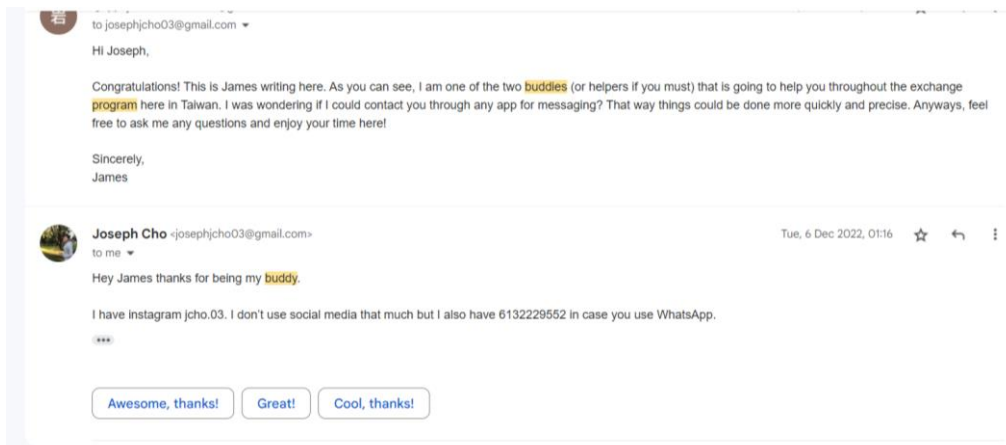 岩
to josephjcho03@gmail.com
Hi Joseph,
Congratulations! This is James writing here. As you can see, I am one of the two buddies (or helpers if you must) that is going to help you throughout the exchange
program here in Taiwan. I was wondering if I could contact you through any app for messaging? That way things could be done more quickly and precise. Anyways, feel
free to ask me any questions and enjoy your time here!
Sincerely,
James
Joseph Cho <josephjcho03@gmail.com> Tue, 6 Dec 2022, 01:16
to me
Hey James thanks for being my buddy.
I have instagram jcho.03. I don't use social media that much but I also have 6132229552 in case you use WhatsApp.
Awesome, thanks! Great! Cool, thanks!